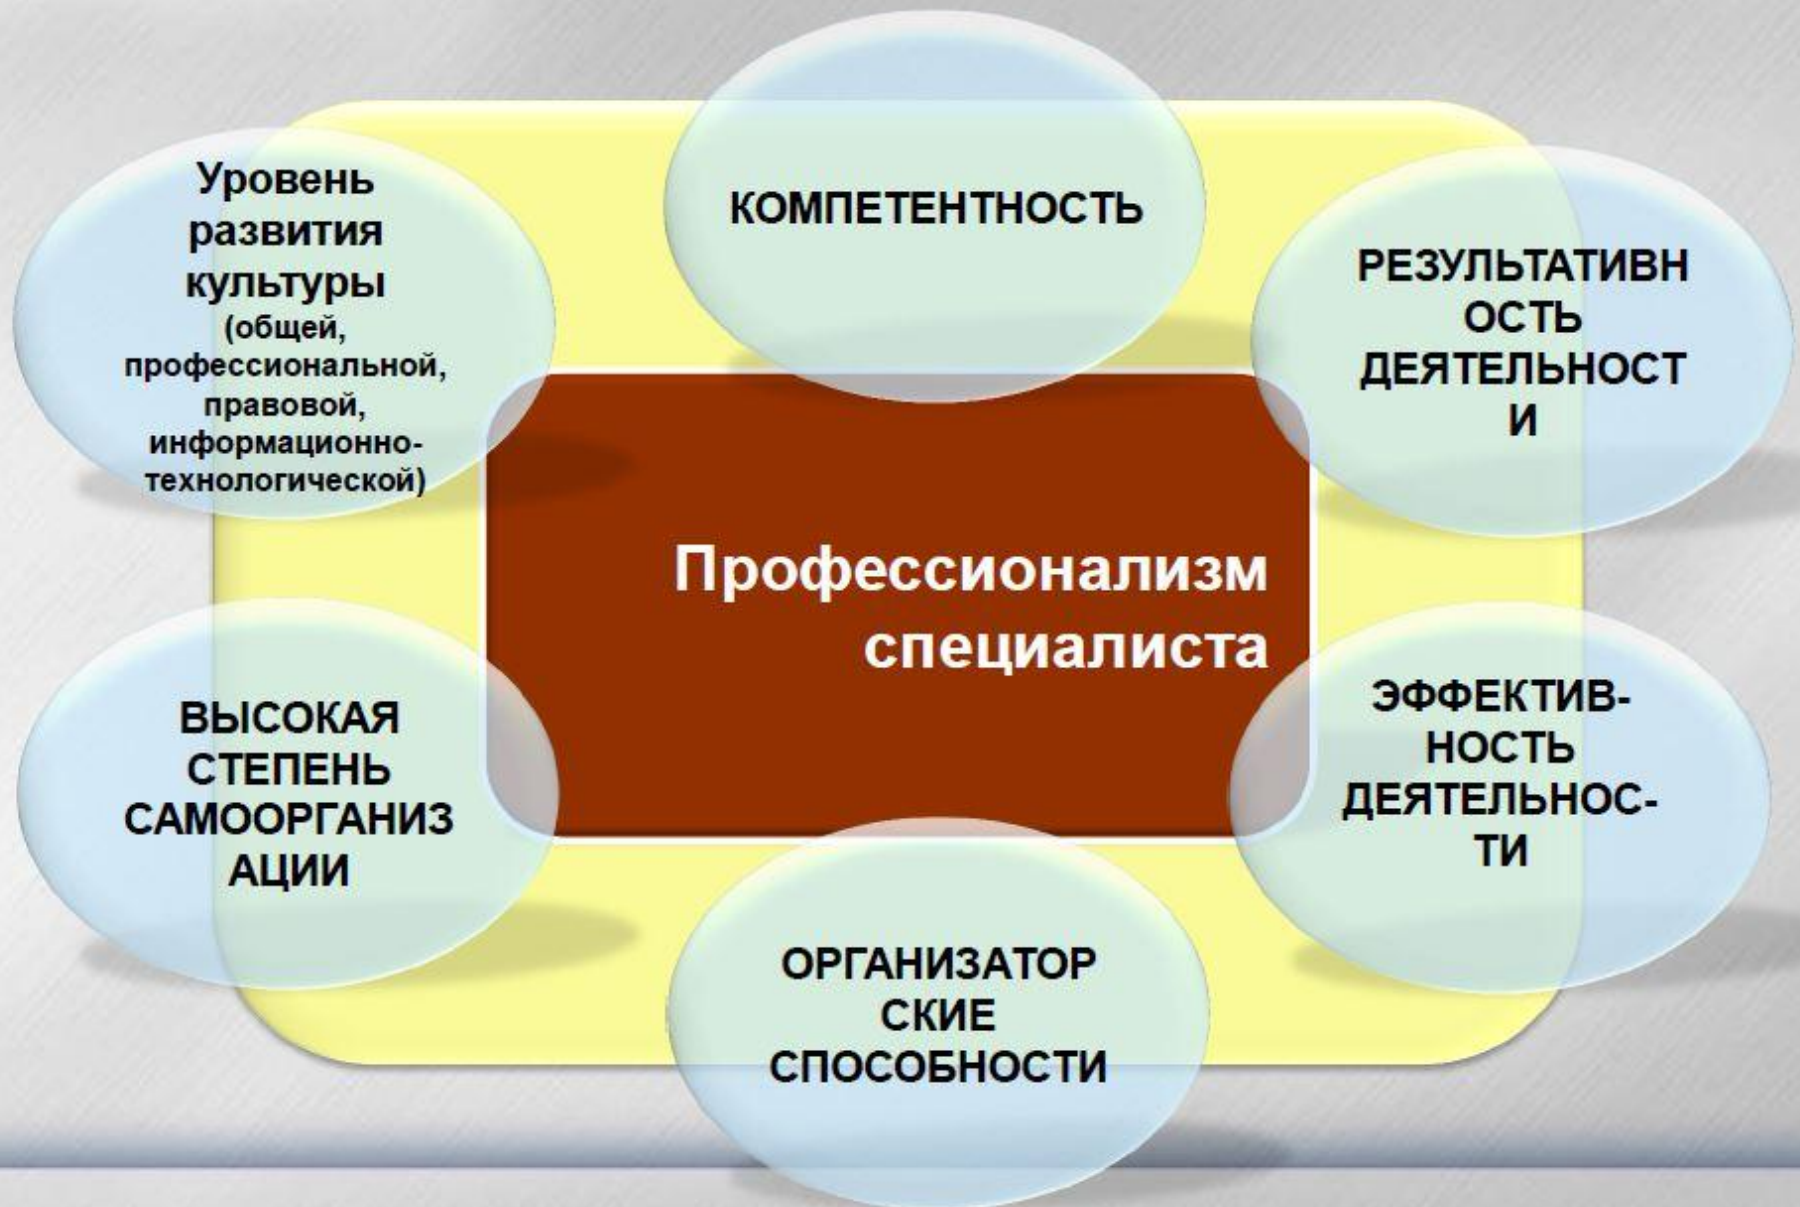 Уровень
развития
культуры
(общей,
профессиональной,
правовой,
информационно-
технологической)
КОМПЕТЕНТНОСТЬ
РЕЗУЛЬТАТИВН
ОСТЬ
ДЕЯТЕЛЬНОСТ
И
Профессионализм
специалиста
ВЫСОКАЯ
СТЕПЕНЬ
САМООРГАНИЗ
АЦИИ
ЭФФЕКТИВ-
НОСТЬ
ДЕЯТЕЛЬНОС-
ТИ
ОРГАНИЗАТОР
СКИЕ
СПОСОБНОСТИ